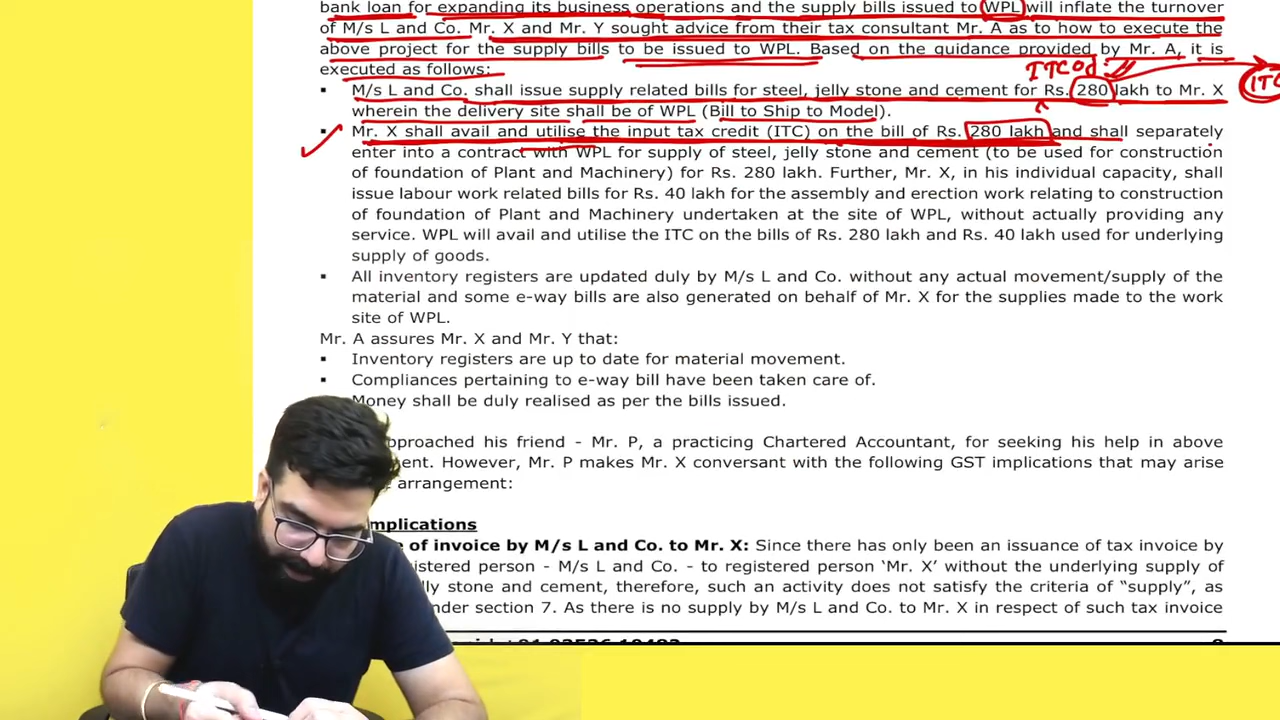 bank loan for expanding its business operations and the supply bills issued to WPL will inflate the turnover
of M/s L and Co. Mr. X and Mr. Y sought advice from their tax consultant Mr. A as to how to execute the
above project for the supply bills to be issued to WPL. Based on the guidance provided by Mr. A, it is
executed as follows:
ITC
▪ M/s L and Co. shall issue supply related bills for steel, jelly stone and cement for Rs. 280 lakh to Mr. X
wherein the delivery site shall be of WPL (Bill to Ship to Model).
▪ Mr. X shall avail and utilise the input tax credit (ITC) on the bill of Rs. 280 lakh and shall separately
enter into a contract with WPL for supply of steel, jelly stone and cement (to be used for construction
of foundation of Plant and Machinery) for Rs. 280 lakh. Further, Mr. X, in his individual capacity, shall
issue labour work related bills for Rs. 40 lakh for the assembly and erection work relating to construction
of foundation of Plant and Machinery undertaken at the site of WPL, without actually providing any
service. WPL will avail and utilise the ITC on the bills of Rs. 280 lakh and Rs. 40 lakh used for underlying
supply of goods.
▪ All inventory registers are updated duly by M/s L and Co. without any actual movement/supply of the
material and some e-way bills are also generated on behalf of Mr. X for the supplies made to the work
site of WPL.
Mr. A assures Mr. X and Mr. Y that:
▪ Inventory registers are up to date for material movement.
▪ Compliances pertaining to e-way bill have been taken care of.
Money shall be duly realised as per the bills issued.
approached his friend - Mr. P, a practicing Chartered Accountant, for seeking his help in above
However, Mr. P makes Mr. X conversant with the following GST implications that may arise
arrangement:
mplications
of invoice by M/s L and Co. to Mr. X: Since there has only been an issuance of tax invoice by
istered person - M/s L and Co. - to registered person ‘Mr. X’ without the underlying supply of
lly stone and cement, therefore, such an activity does not satisfy the criteria of “supply”, as
nder section 7. As there is no supply by M/s L and Co. to Mr. X in respect of such tax invoice